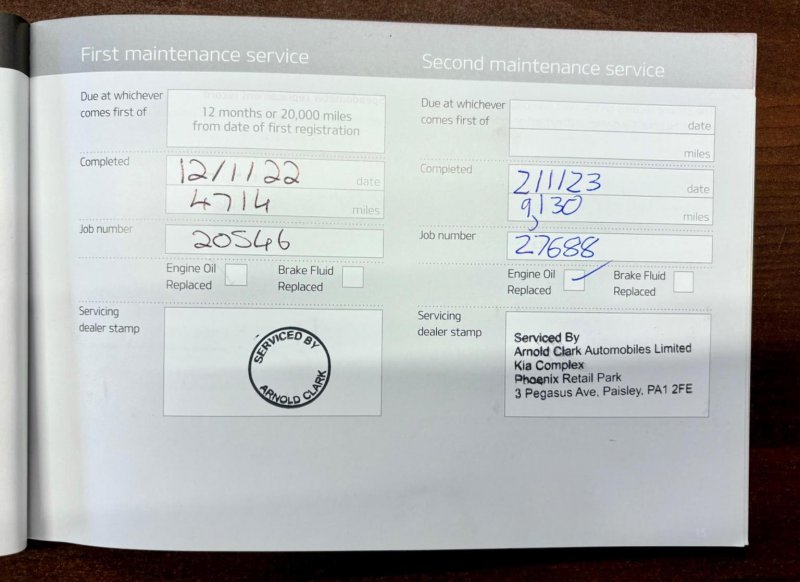 First maintenance service
Due at whichever
comes first of
12 months or 20,000 miles
from date of first registration
Completed
12/1/22
date
4714
miles
Job number
20546
Engine Oil
Replaced
Brake Fluid
Replaced
Servicing
dealer stamp
SERVICED BY
ARNOLD CLARK
Second maintenance service
Due at whichever
comes first of
date
miles
Completed
2/1/23
date
9,130
miles
Job number
27688
Engine Oil
Replaced
Brake Fluid
Replaced
Servicing
dealer stamp
Serviced By
Arnold Clark Automobiles Limited
Kia Complex
Phoenix Retail Park
3 Pegasus Ave, Paisley, PA1 2FE